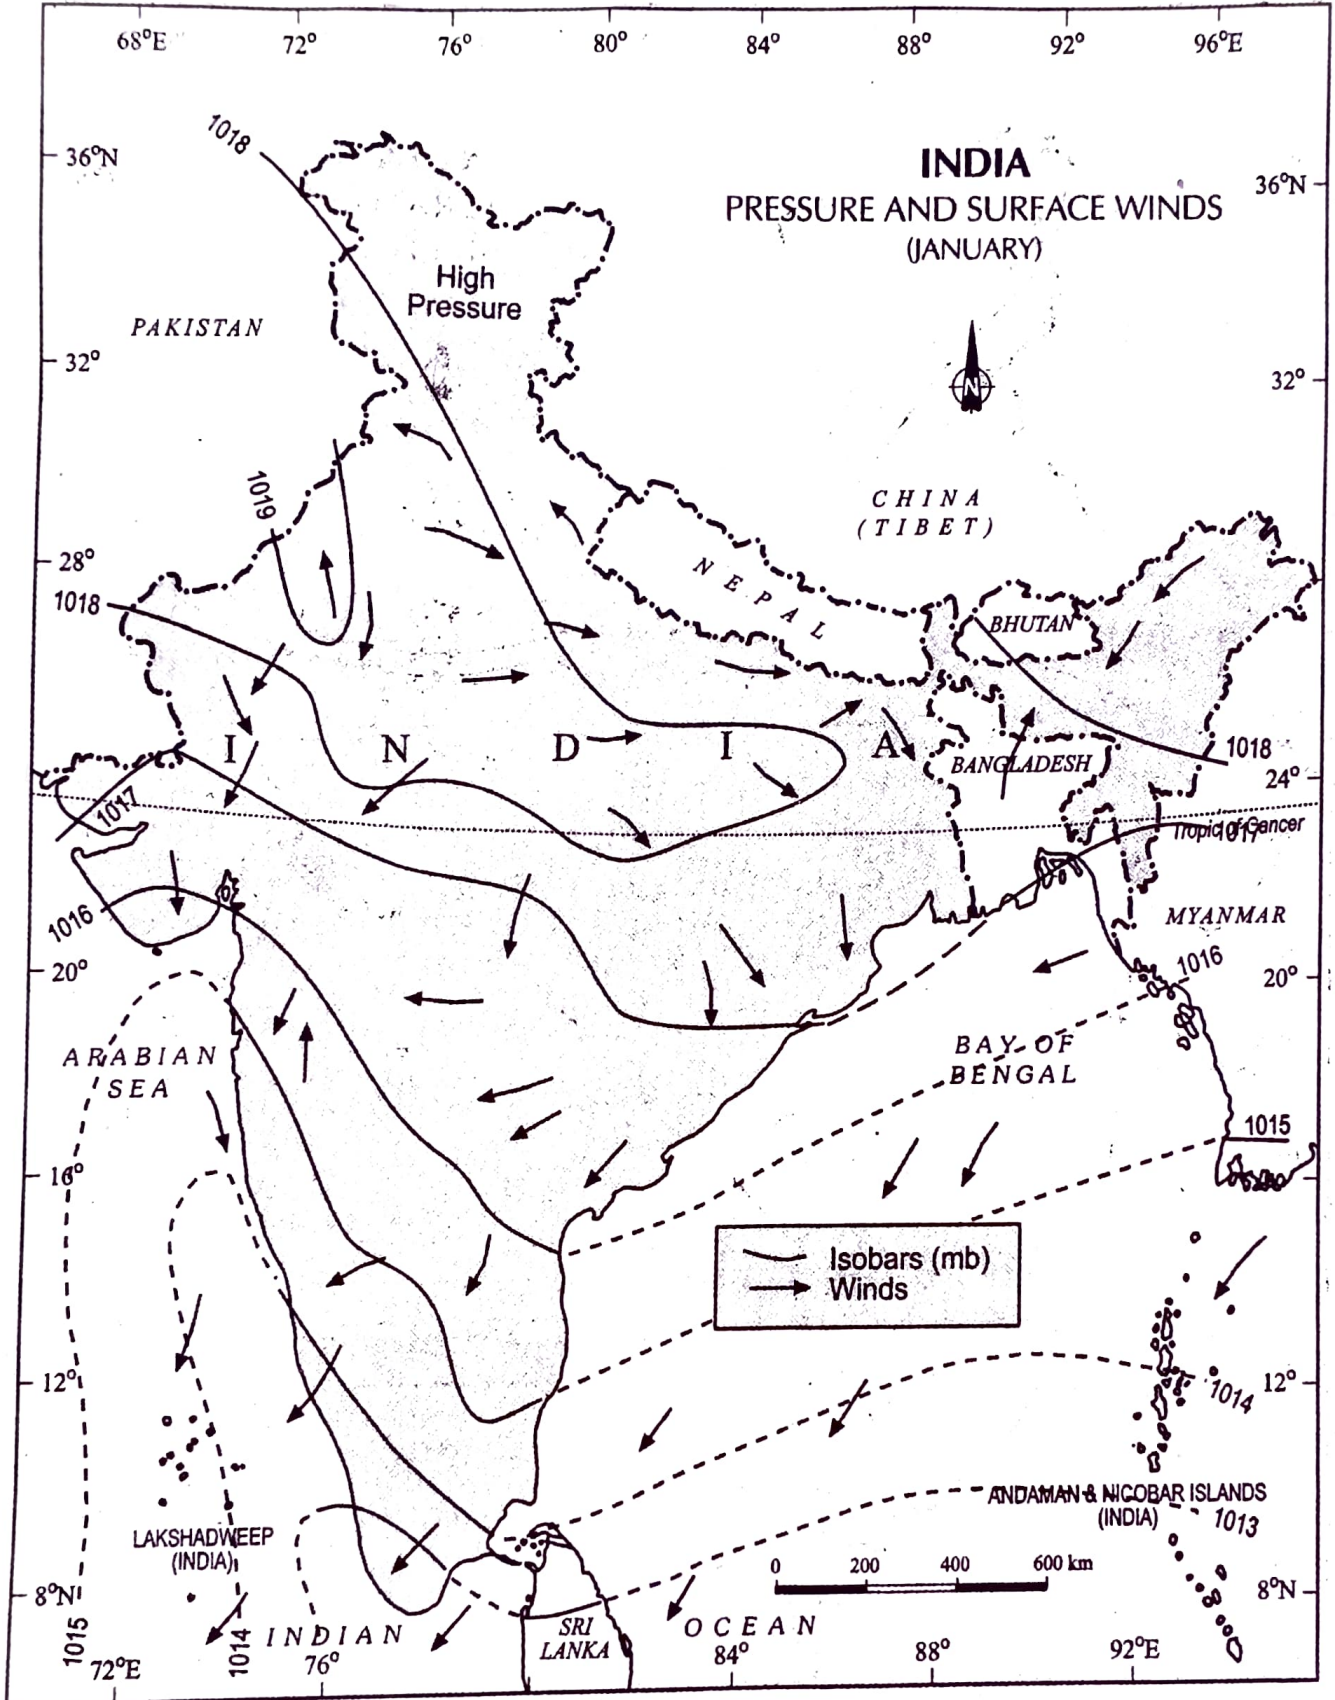 68°E 72° 76° 80° 84° 88° 92° 96°E
1018
36°N
INDIA
PRESSURE AND SURFACE WINDS
(JANUARY)
36°N
High
Pressure
PAKISTAN
32°
N
32°
1019
CHINA
(TIBET)
28°
NEPAL
1018
BHUTAN
I N D I A
BANGLADESH
1018
24°
1017
Tropic of Cancer
1017
1016
MYANMAR
20°
1016
20°
ARABIAN
SEA
BAY OF
BENGAL
1015
16°
Isobars (mb)
Winds
12°
12°
1014
ANDAMAN & NICOBAR ISLANDS
(INDIA)
1013
LAKSHADWEEP
(INDIA)
0 200 400 600 km
8°N
8°N
1015
1014
INDIAN OCEAN
SRI
LANKA
72°E 76° 84° 88° 92°E